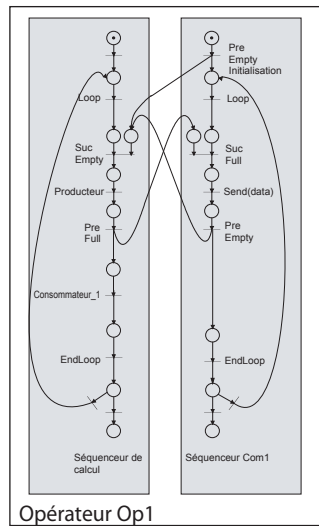 Pre
Empty
Initialisation
Loop
Loop
Suc
Empty
Suc
Full
Producteur
Send(data)
Pre
Full
Pre
Empty
Consommateur_1
EndLoop
EndLoop
Séquenceur de
calcul
Séquenceur Com1
Opérateur Op1